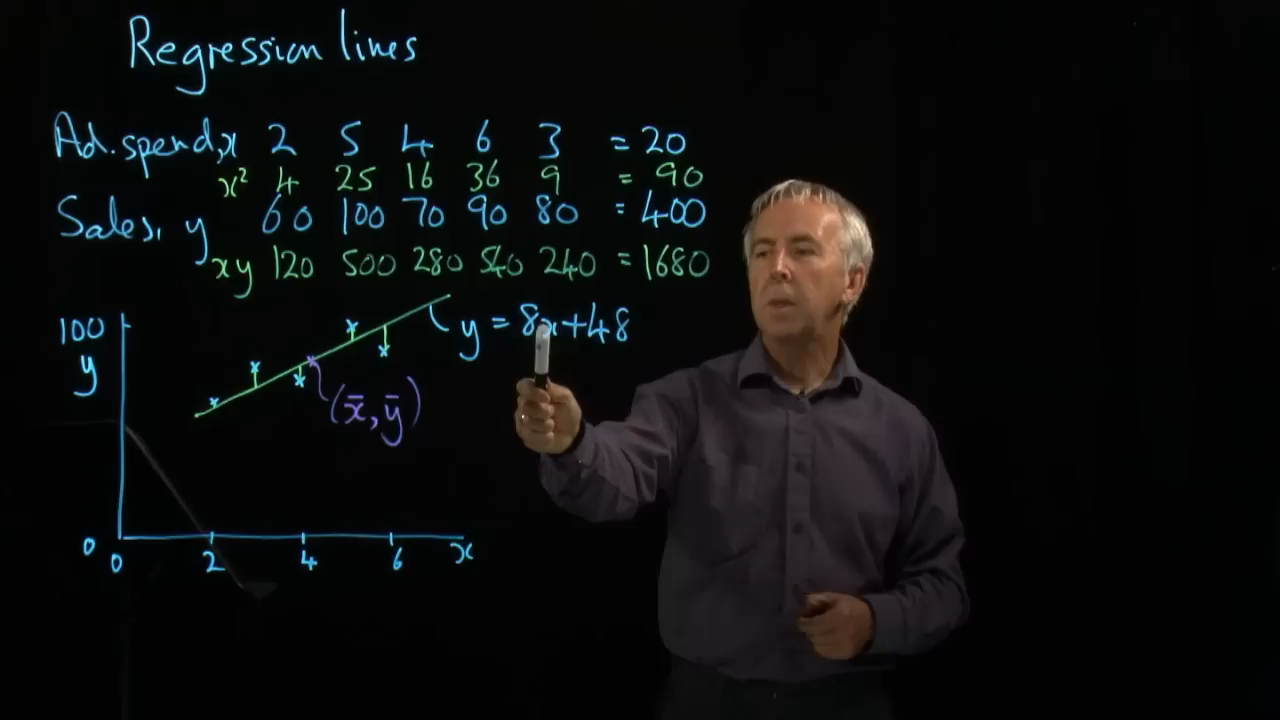 Regression lines
Ad. spend, x 2 5 4 6 3 = 20
x² 4 25 16 36 9 = 90
Sales, y 60 100 70 90 80 = 400
xy 120 500 280 540 240 = 1680
100
y = 8x+48
y
(x̄, ȳ)
0
0 2 4 6 x